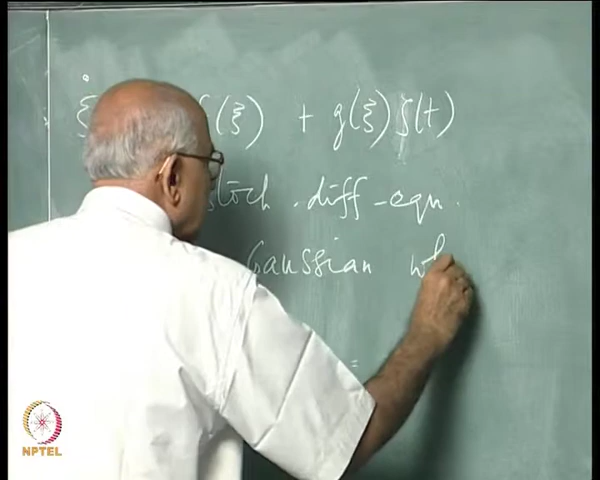 ξ̇ f(ξ) + g(ξ) ζ(t)
stoch. diff-eqn.
Gaussian wh
=
NPTEL